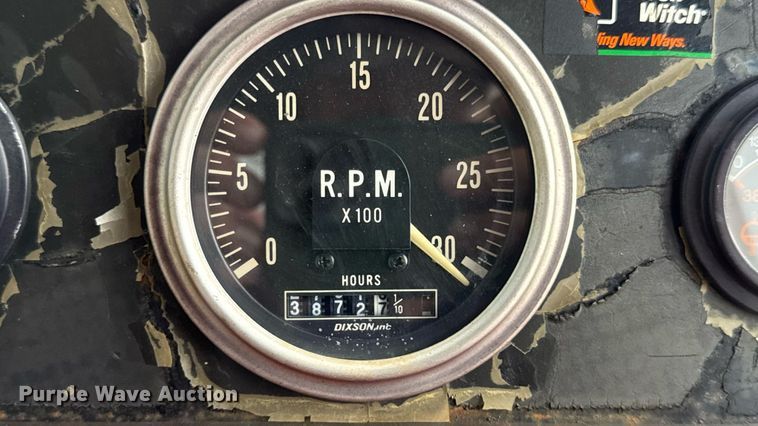 Witch®
ling New Ways.
15
10
20
5
25
R.P.M.
X 100
0
30
HOURS
3 8 7 2 7 1/10
DIXSON, inc
Purple Wave Auction